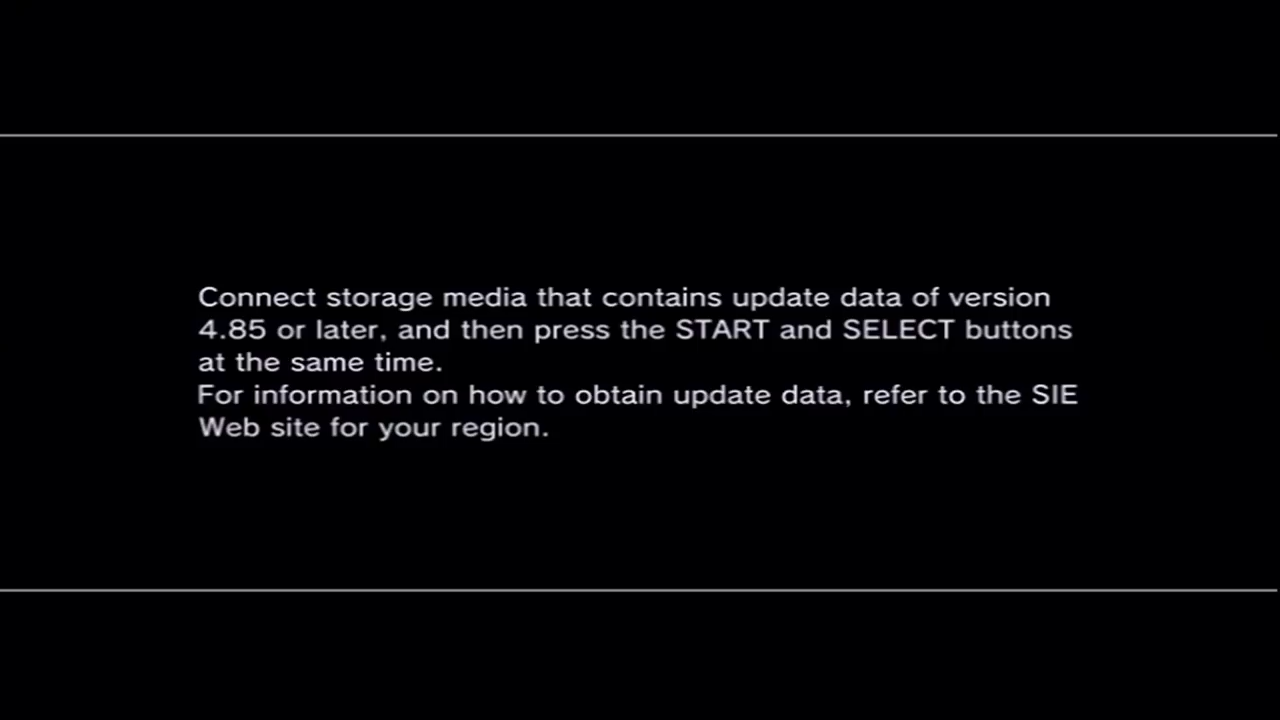 Connect storage media that contains update data of version
4.85 or later, and then press the START and SELECT buttons
at the same time.
For information on how to obtain update data, refer to the SIE
Web site for your region.